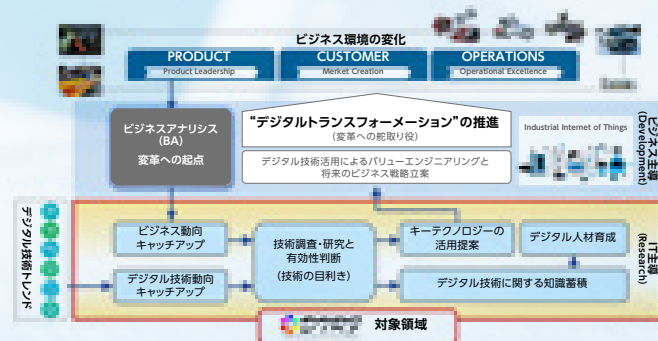 ビジネス環境の変化
PRODUCT
Product Leadership
CUSTOMER
Market Creation
OPERATIONS
Operational Excellence
ビジネスアナリシス
(BA)
変革への起点
“デジタルトランスフォーメーション”の推進
(変革への舵取り役)
デジタル技術活用によるバリューエンジニアリングと
将来のビジネス戦略立案
Industrial Internet of Things
ビジネス主導
(Development)
デジタル技術トレンド
ビジネス動向
キャッチアップ
デジタル技術動向
キャッチアップ
技術調査・研究と
有効性判断
(技術の目利き)
キーテクノロジーの
活用提案
デジタル人材育成
デジタル技術に関する知識蓄積
IT主導
(Research)
対象領域